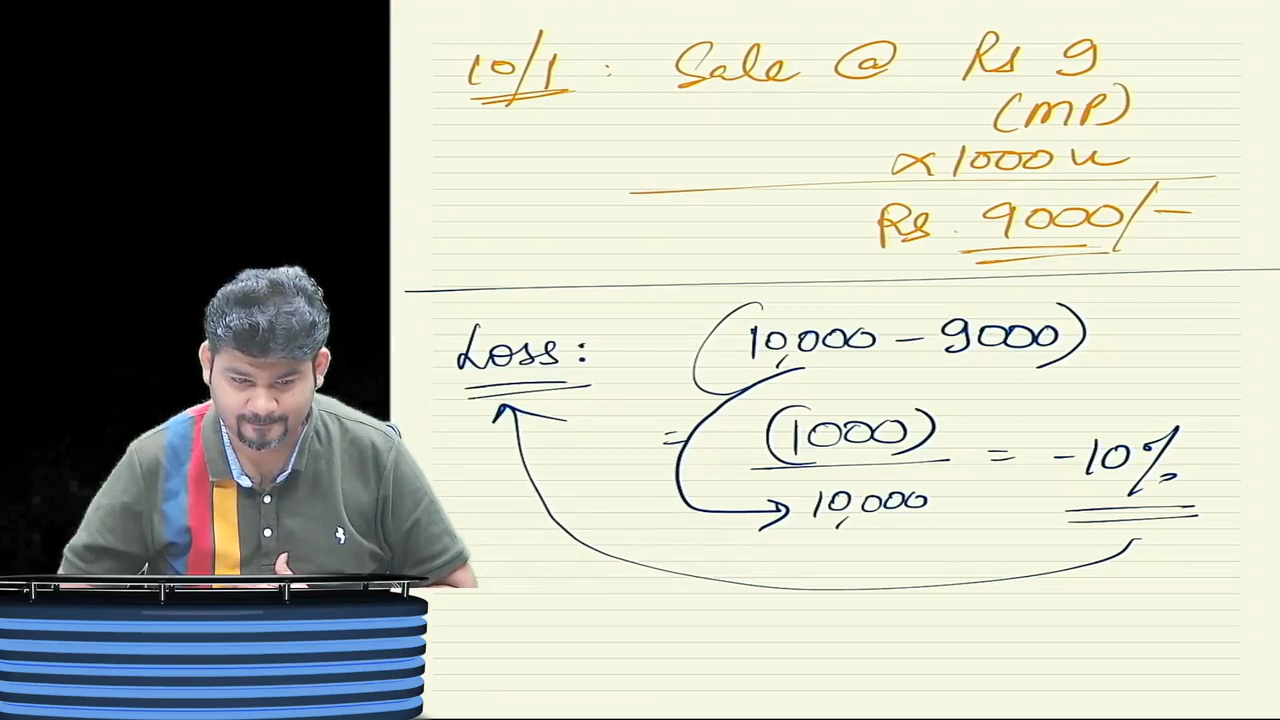 10/1 : Sale @ Rs 9
(MP)
× 1000 u
Rs. 9000/-
Loss: (10,000 - 9000)
= (1000) / 10,000 = -10%